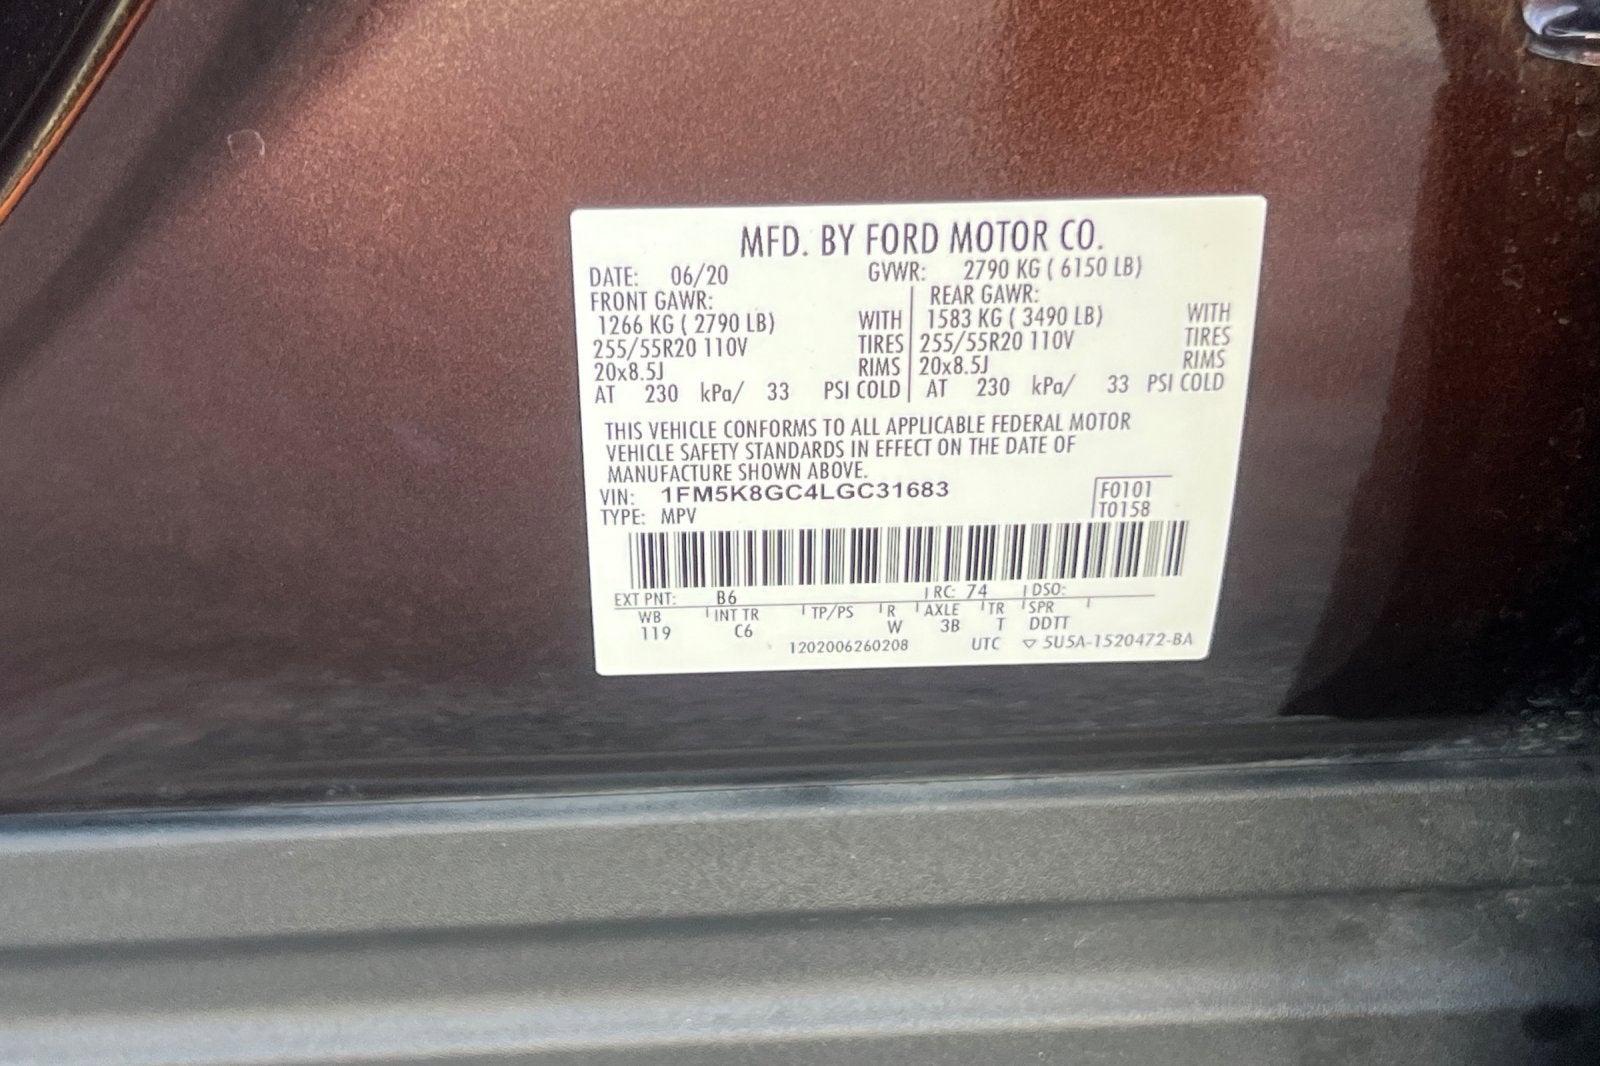 MFD. BY FORD MOTOR CO.
DATE: 06/20 GVWR: 2790 KG ( 6150 LB)
FRONT GAWR: REAR GAWR:
1266 KG ( 2790 LB) WITH 1583 KG ( 3490 LB) WITH
255/55R20 110V TIRES 255/55R20 110V TIRES
20x8.5J RIMS 20x8.5J RIMS
AT 230 kPa/ 33 PSI COLD AT 230 kPa/ 33 PSI COLD
THIS VEHICLE CONFORMS TO ALL APPLICABLE FEDERAL MOTOR
VEHICLE SAFETY STANDARDS IN EFFECT ON THE DATE OF
MANUFACTURE SHOWN ABOVE.
VIN: 1FM5K8GC4LGC31683 F0101
TYPE: MPV T0158
EXT PNT: B6 RC: 74 DSO:
WB INT TR TP/PS R AXLE TR SPR
119 C6 W 3B T DDTT
1202006260208 UTC ▽ 5U5A-1520472-BA